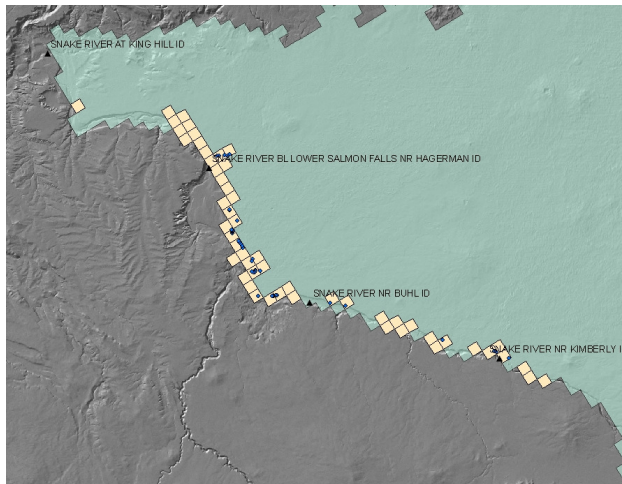 SNAKE RIVER AT KING HILL ID
SNAKE RIVER BL LOWER SALMON FALLS NR HAGERMAN ID
SNAKE RIVER NR BUHL ID
SNAKE RIVER NR KIMBERLY I